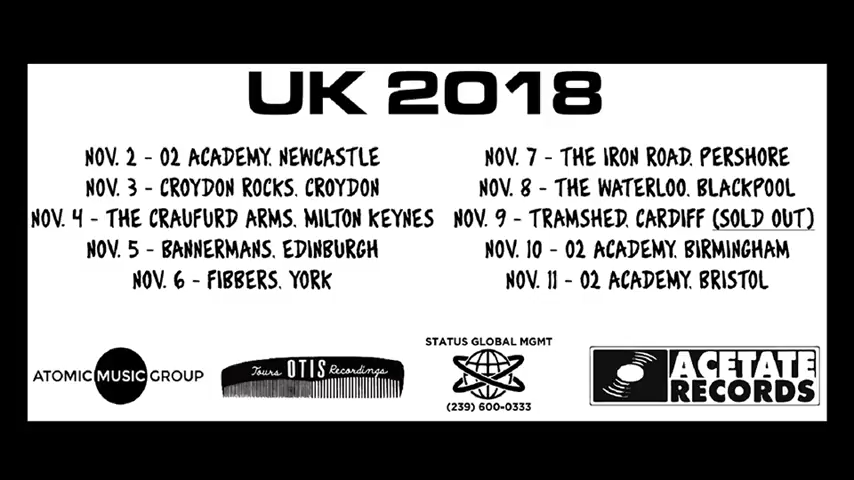 UK 2018
NOV. 2 - 02 ACADEMY, NEWCASTLE
NOV. 3 - CROYDON ROCKS, CROYDON
NOV. 4 - THE CRAUFURD ARMS, MILTON KEYNES
NOV. 5 - BANNERMANS, EDINBURGH
NOV. 6 - FIBBERS, YORK
NOV. 7 - THE IRON ROAD, PERSHORE
NOV. 8 - THE WATERLOO, BLACKPOOL
NOV. 9 - TRAMSHED, CARDIFF (SOLD OUT)
NOV. 10 - 02 ACADEMY, BIRMINGHAM
NOV. 11 - 02 ACADEMY, BRISTOL
ATOMIC MUSIC GROUP
Tours OTIS Recordings
STATUS GLOBAL MGMT
(239) 600-0333
ACETATE
RECORDS